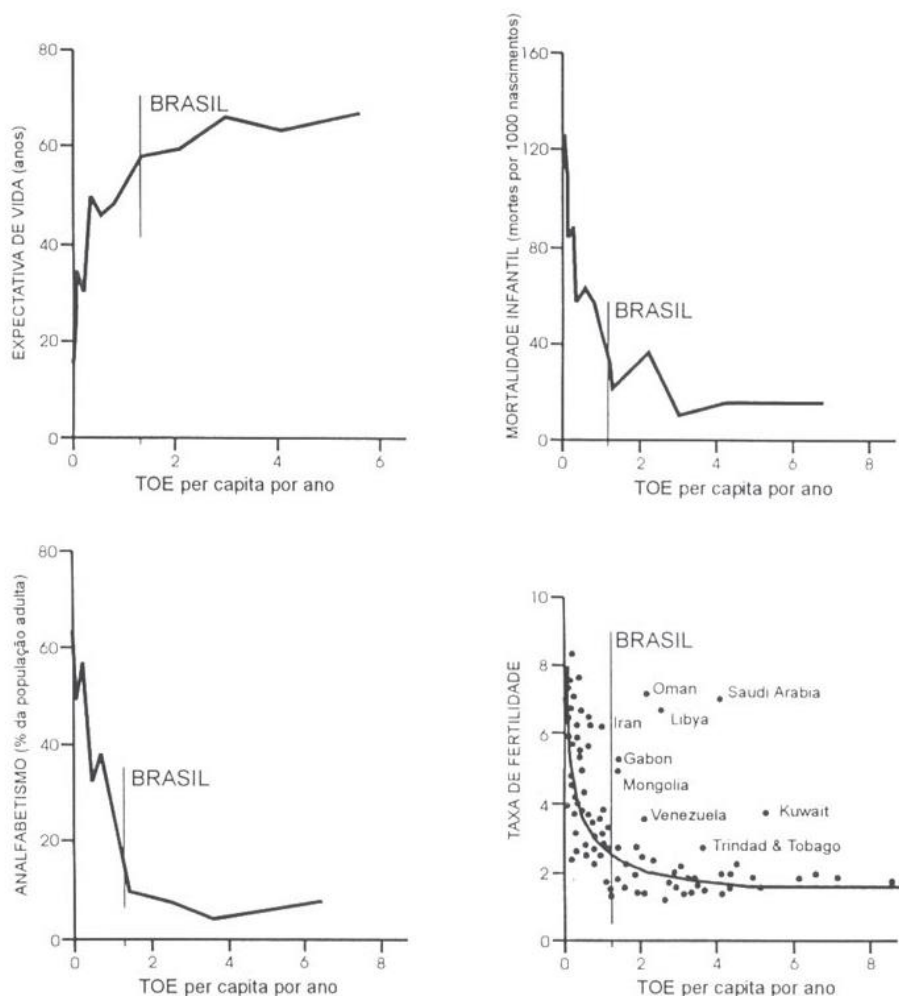 80
60
40
20
0
EXPECTATIVA DE VIDA (anos)
BRASIL
0 2 4 6
TOE per capita por ano
160
120
80
40
0
MORTALIDADE INFANTIL (mortes por 1000 nascimentos)
BRASIL
0 2 4 6 8
TOE per capita por ano
80
60
40
20
0
ANALFABETISMO (% da população adulta)
BRASIL
0 2 4 6 8
TOE per capita por ano
10
8
6
4
2
0
TAXA DE FERTILIDADE
BRASIL
Oman
Saudi Arabia
Iran
Libya
Gabon
Mongolia
Venezuela
Kuwait
Trinidad & Tobago
0 2 4 6 8
TOE per capita por ano